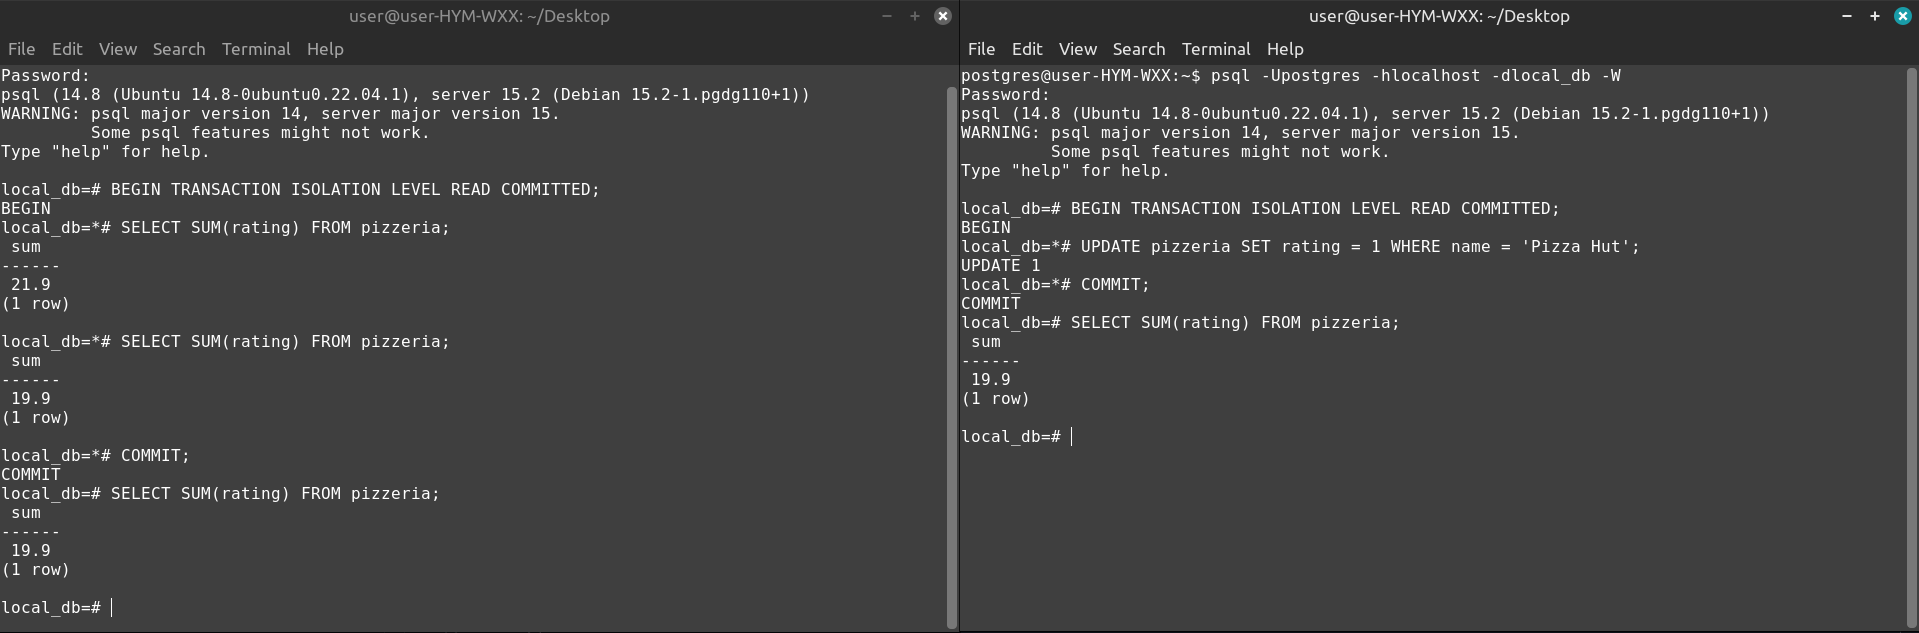 user@user-HYM-WXX: ~/Desktop
File Edit View Search Terminal Help
Password:
psql (14.8 (Ubuntu 14.8-0ubuntu0.22.04.1), server 15.2 (Debian 15.2-1.pgdg110+1))
WARNING: psql major version 14, server major version 15.
         Some psql features might not work.
Type "help" for help.

local_db=# BEGIN TRANSACTION ISOLATION LEVEL READ COMMITTED;
BEGIN
local_db=*# SELECT SUM(rating) FROM pizzeria;
 sum
------
 21.9
(1 row)

local_db=*# SELECT SUM(rating) FROM pizzeria;
 sum
------
 19.9
(1 row)

local_db=*# COMMIT;
COMMIT
local_db=# SELECT SUM(rating) FROM pizzeria;
 sum
------
 19.9
(1 row)

local_db=#
user@user-HYM-WXX: ~/Desktop
File Edit View Search Terminal Help
postgres@user-HYM-WXX:~$ psql -Upostgres -hlocalhost -dlocal_db -W
Password:
psql (14.8 (Ubuntu 14.8-0ubuntu0.22.04.1), server 15.2 (Debian 15.2-1.pgdg110+1))
WARNING: psql major version 14, server major version 15.
         Some psql features might not work.
Type "help" for help.

local_db=# BEGIN TRANSACTION ISOLATION LEVEL READ COMMITTED;
BEGIN
local_db=*# UPDATE pizzeria SET rating = 1 WHERE name = 'Pizza Hut';
UPDATE 1
local_db=*# COMMIT;
COMMIT
local_db=# SELECT SUM(rating) FROM pizzeria;
 sum
------
 19.9
(1 row)

local_db=#